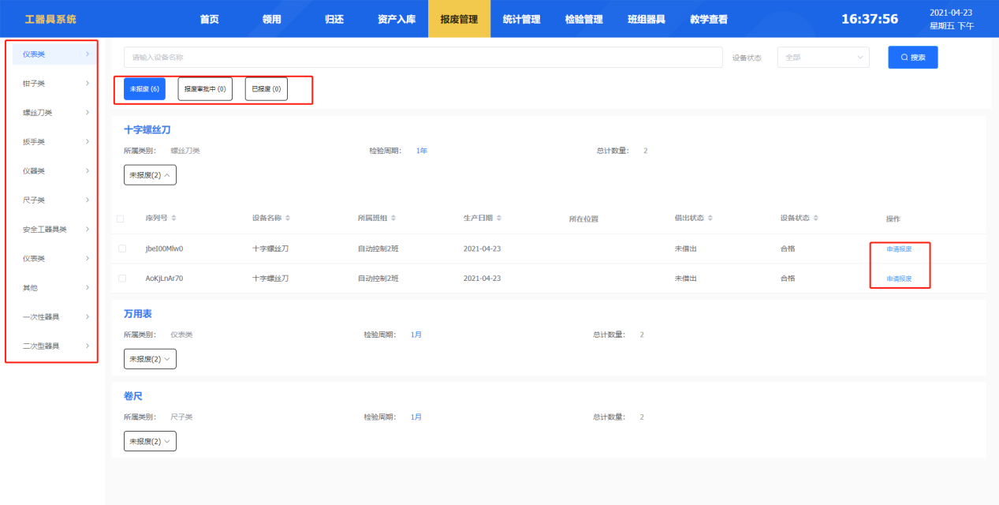 工器具系统 首页 领用 归还 资产入库 报废管理 统计管理 检验管理 班组器具 教学查看 16:37:56 2021-04-23
星期五 下午
仪表类
钳子类
螺丝刀类
扳手类
仪器类
尺子类
安全工器具类
仪表类
其他
一次性器具
二次型器具
请输入设备名称 设备状态 全部 搜索
未报废 (6) 报废审批中 (0) 已报废 (0)
十字螺丝刀
所属类别: 螺丝刀类 检验周期: 1年 总计数量: 2
未报废(2)
序列号 设备名称 所属班组 生产日期 所在位置 借出状态 设备状态 操作
jbeI00Mlw0 十字螺丝刀 自动控制2班 2021-04-23 未借出 合格 申请报废
AoKjLnAr70 十字螺丝刀 自动控制2班 2021-04-23 未借出 合格 申请报废
万用表
所属类别: 仪表类 检验周期: 1月 总计数量: 2
未报废(2)
卷尺
所属类别: 尺子类 检验周期: 1月 总计数量: 2
未报废(2)